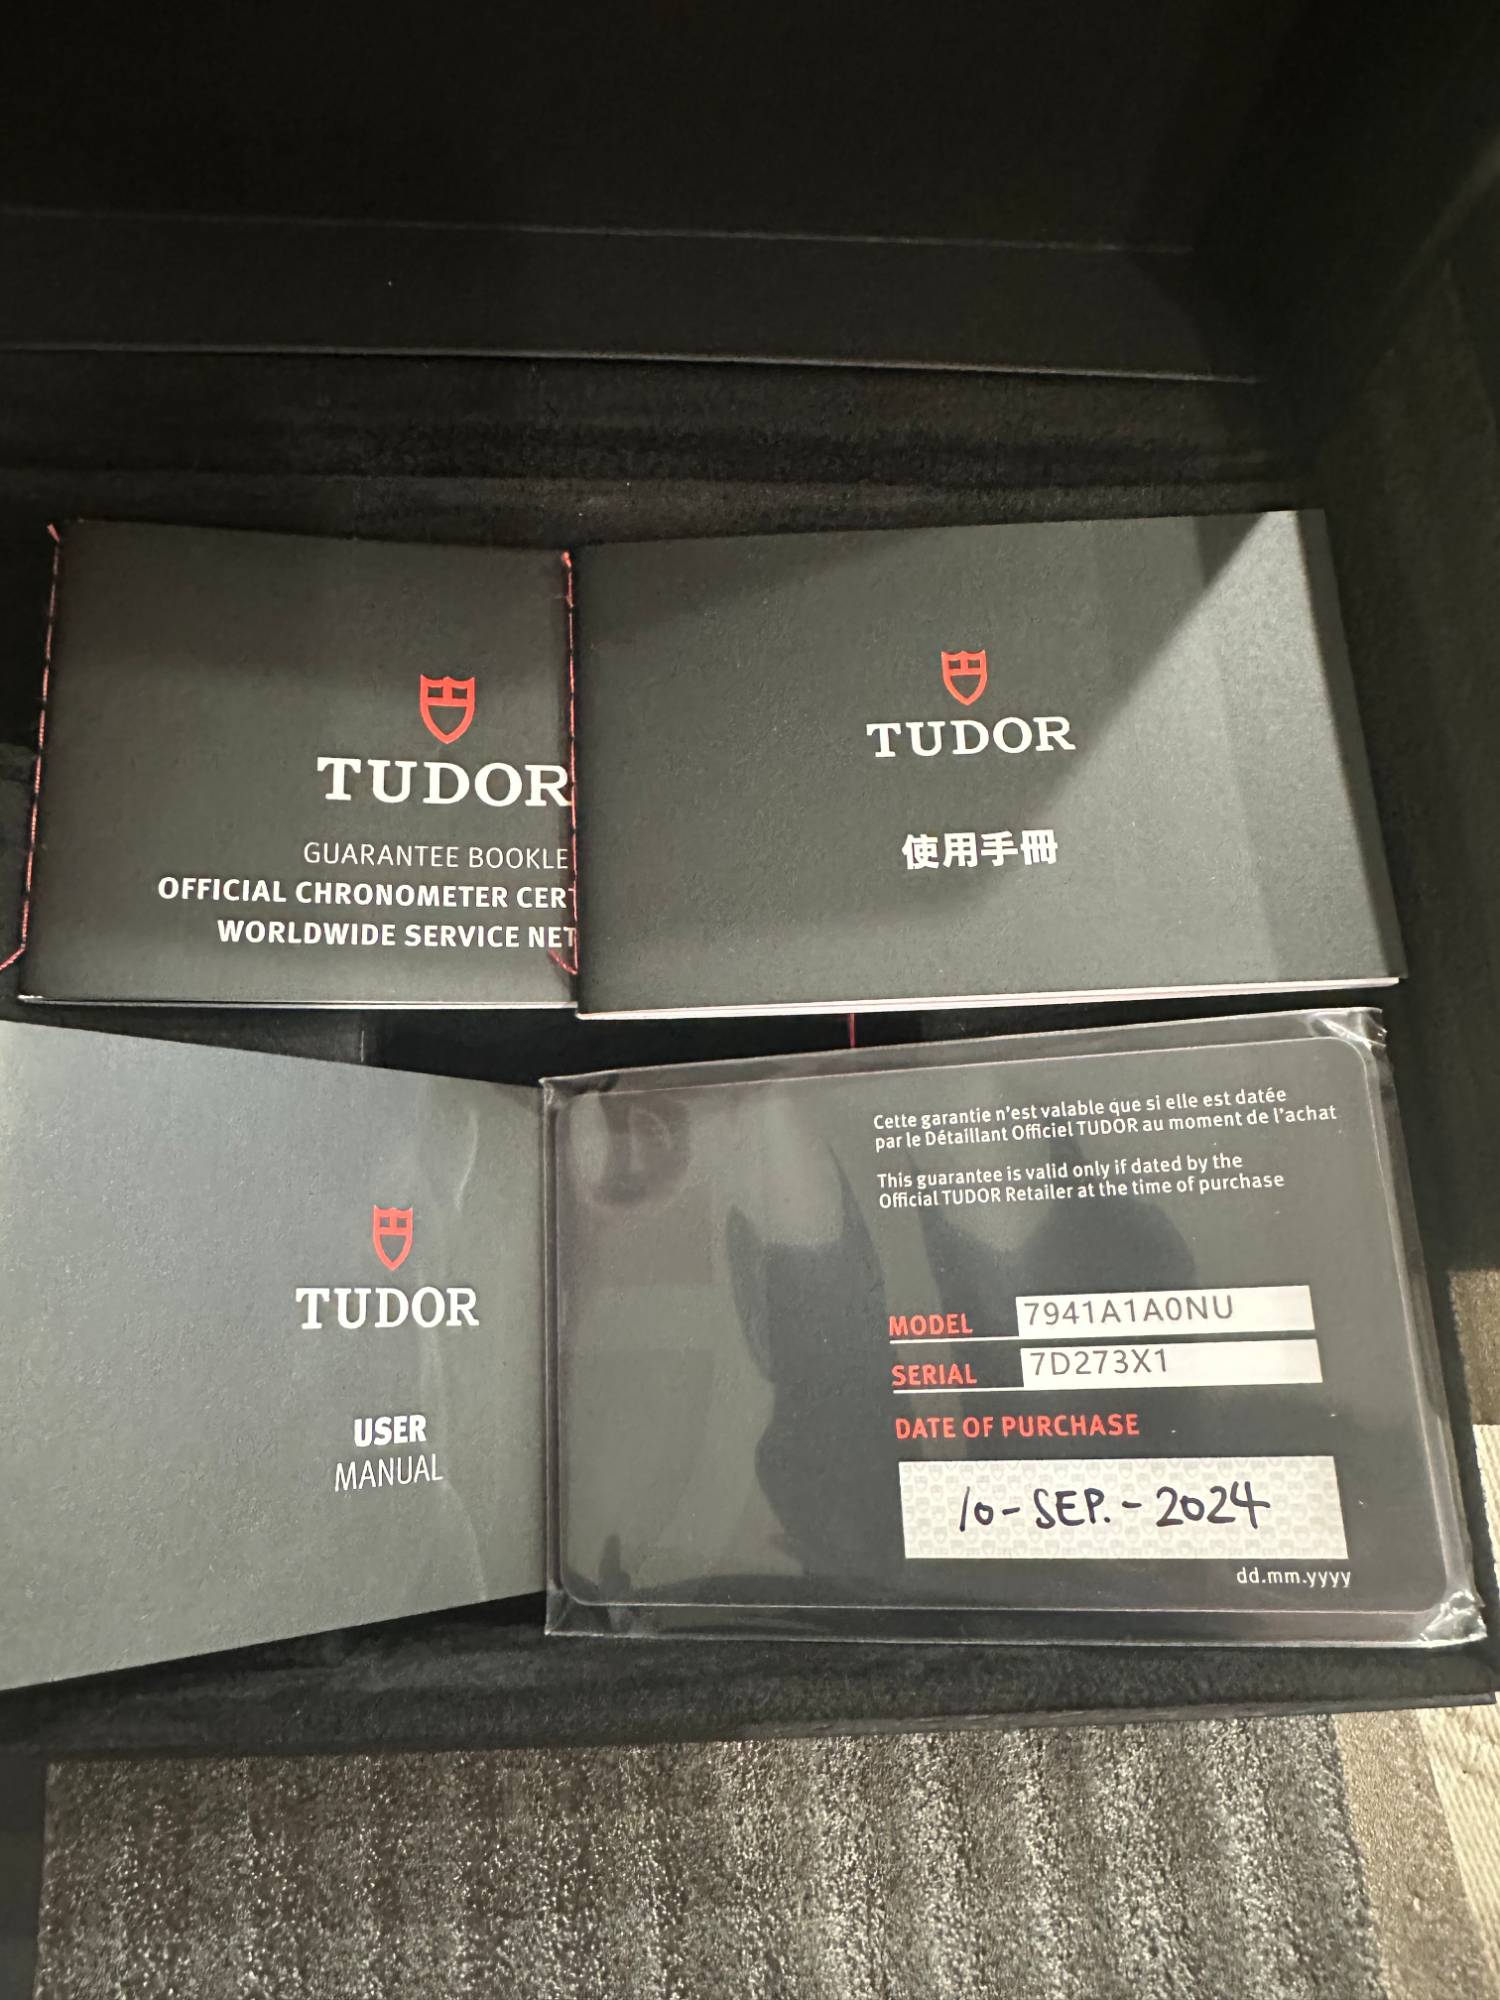 TUDOR
GUARANTEE BOOKLE
OFFICIAL CHRONOMETER CERT
WORLDWIDE SERVICE NET
TUDOR
使用手冊
TUDOR
USER
MANUAL
Cette garantie n'est valable que si elle est datée
par le Détaillant Officiel TUDOR au moment de l'achat
This guarantee is valid only if dated by the
Official TUDOR Retailer at the time of purchase
MODEL 7941A1A0NU
SERIAL 7D273X1
DATE OF PURCHASE
10-SEP.-2024
dd.mm.yyyy